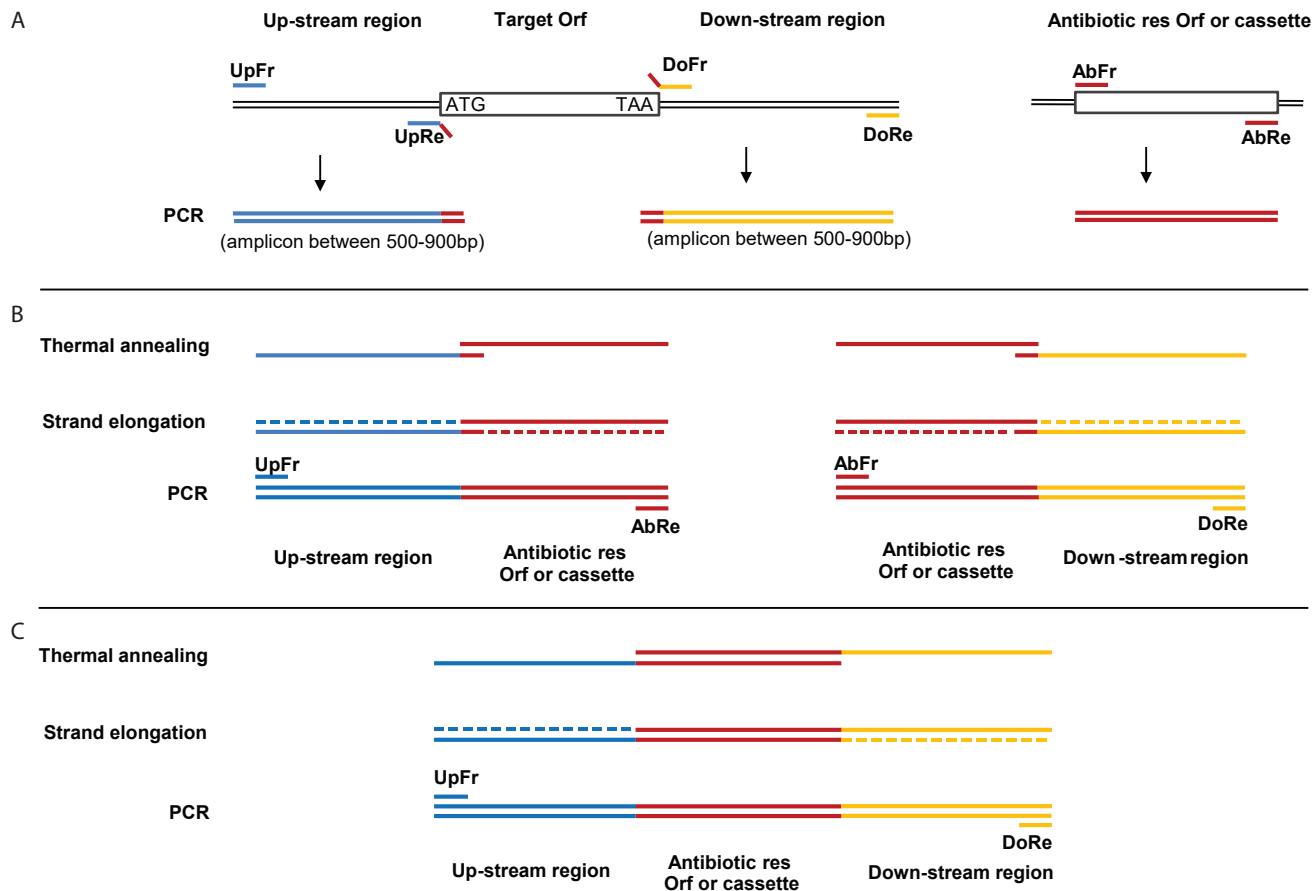 A
Up-stream region
Target Orf
Down-stream region
Antibiotic res Orf or cassette
UpFr
DoFr
AbFr
ATG
TAA
UpRe
DoRe
AbRe
PCR
(amplicon between 500-900bp)
(amplicon between 500-900bp)
B
Thermal annealing
Strand elongation
UpFr
AbFr
PCR
AbRe
DoRe
Up-stream region
Antibiotic res
Orf or cassette
Antibiotic res
Orf or cassette
Down -stream region
C
Thermal annealing
Strand elongation
UpFr
PCR
DoRe
Up-stream region
Antibiotic res
Orf or cassette
Down-stream region